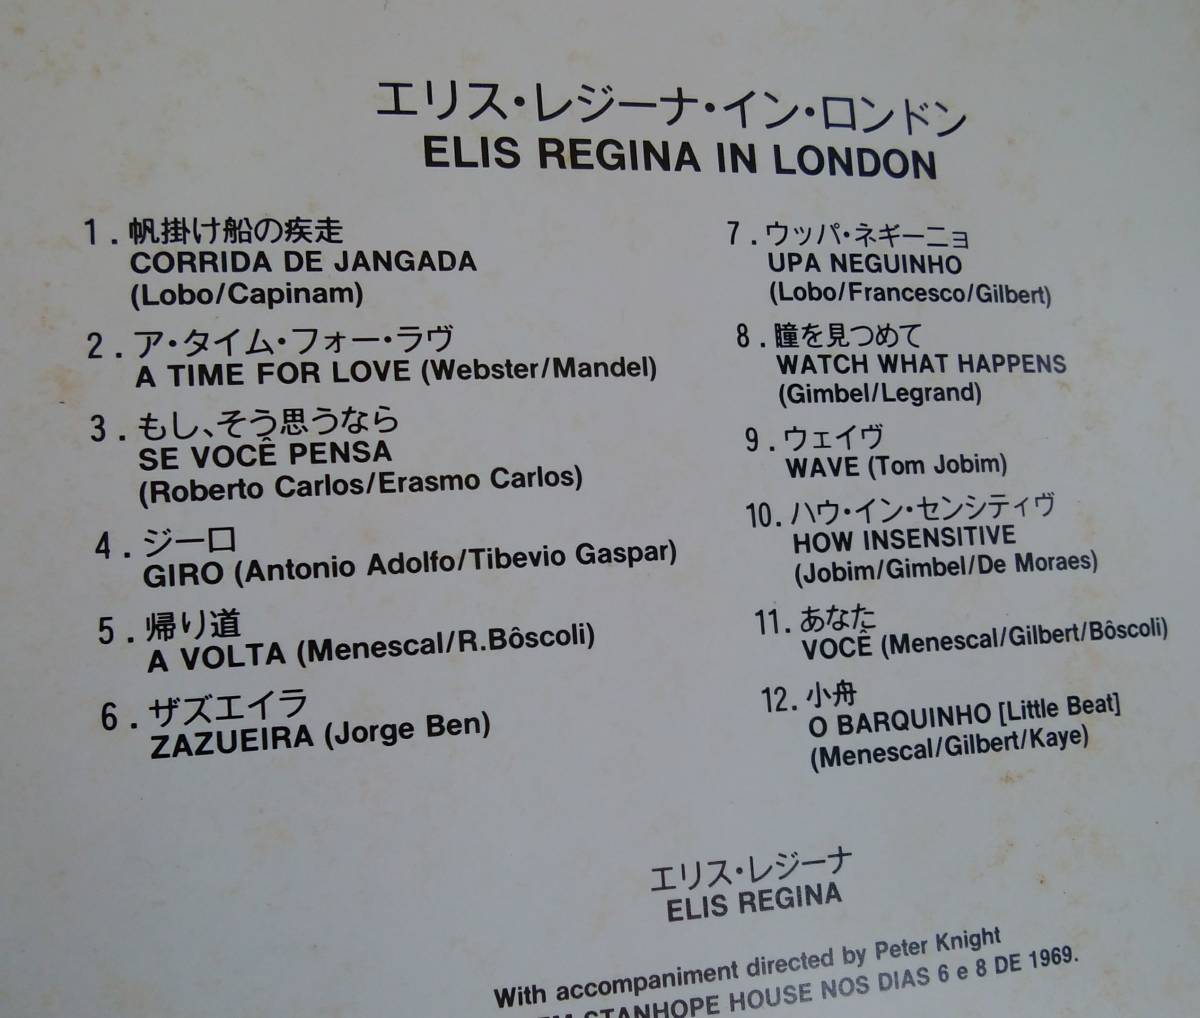 エリス・レジーナ・イン・ロンドン
ELIS REGINA IN LONDON
1. 帆掛け船の疾走
CORRIDA DE JANGADA
(Lobo/Capinam)
2. ア・タイム・フォー・ラヴ
A TIME FOR LOVE (Webster/Mandel)
3. もし、そう思うなら
SE VOCÊ PENSA
(Roberto Carlos/Erasmo Carlos)
4. ジーロ
GIRO (Antonio Adolfo/Tibevio Gaspar)
5. 帰り道
A VOLTA (Menescal/R.Bôscoli)
6. ザズエイラ
ZAZUEIRA (Jorge Ben)
7. ウッパ・ネギーニョ
UPA NEGUINHO
(Lobo/Francesco/Gilbert)
8. 瞳を見つめて
WATCH WHAT HAPPENS
(Gimbel/Legrand)
9. ウェイヴ
WAVE (Tom Jobim)
10. ハウ・イン・センシティヴ
HOW INSENSITIVE
(Jobim/Gimbel/De Moraes)
11. あなた
VOCÊ (Menescal/Gilbert/Bôscoli)
12. 小舟
O BARQUINHO [Little Beat]
(Menescal/Gilbert/Kaye)
エリス・レジーナ
ELIS REGINA
With accompaniment directed by Peter Knight
STANHOPE HOUSE NOS DIAS 6 e 8 DE 1969.